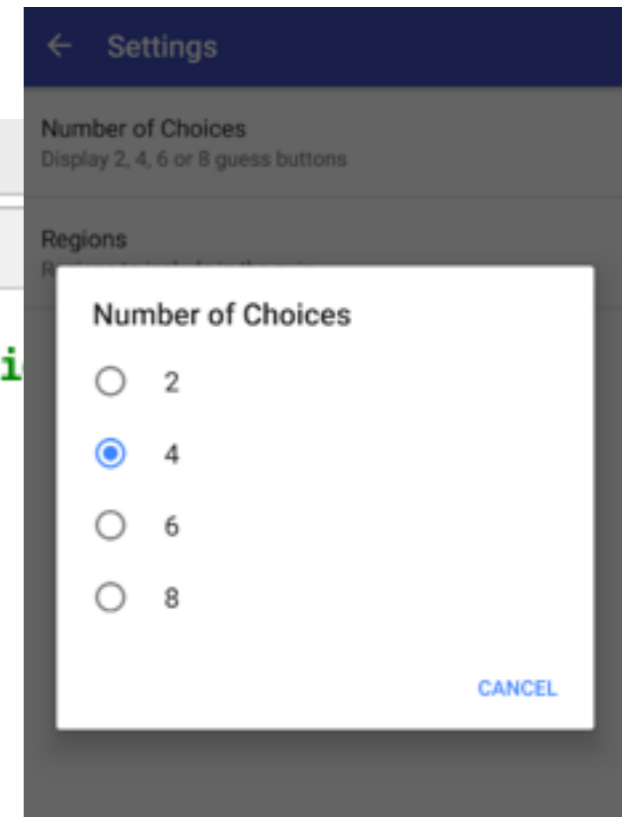 Settings
Number of Choices
Display 2, 4, 6 or 8 guess buttons
Regions
Number of Choices
2
4
6
8
CANCEL